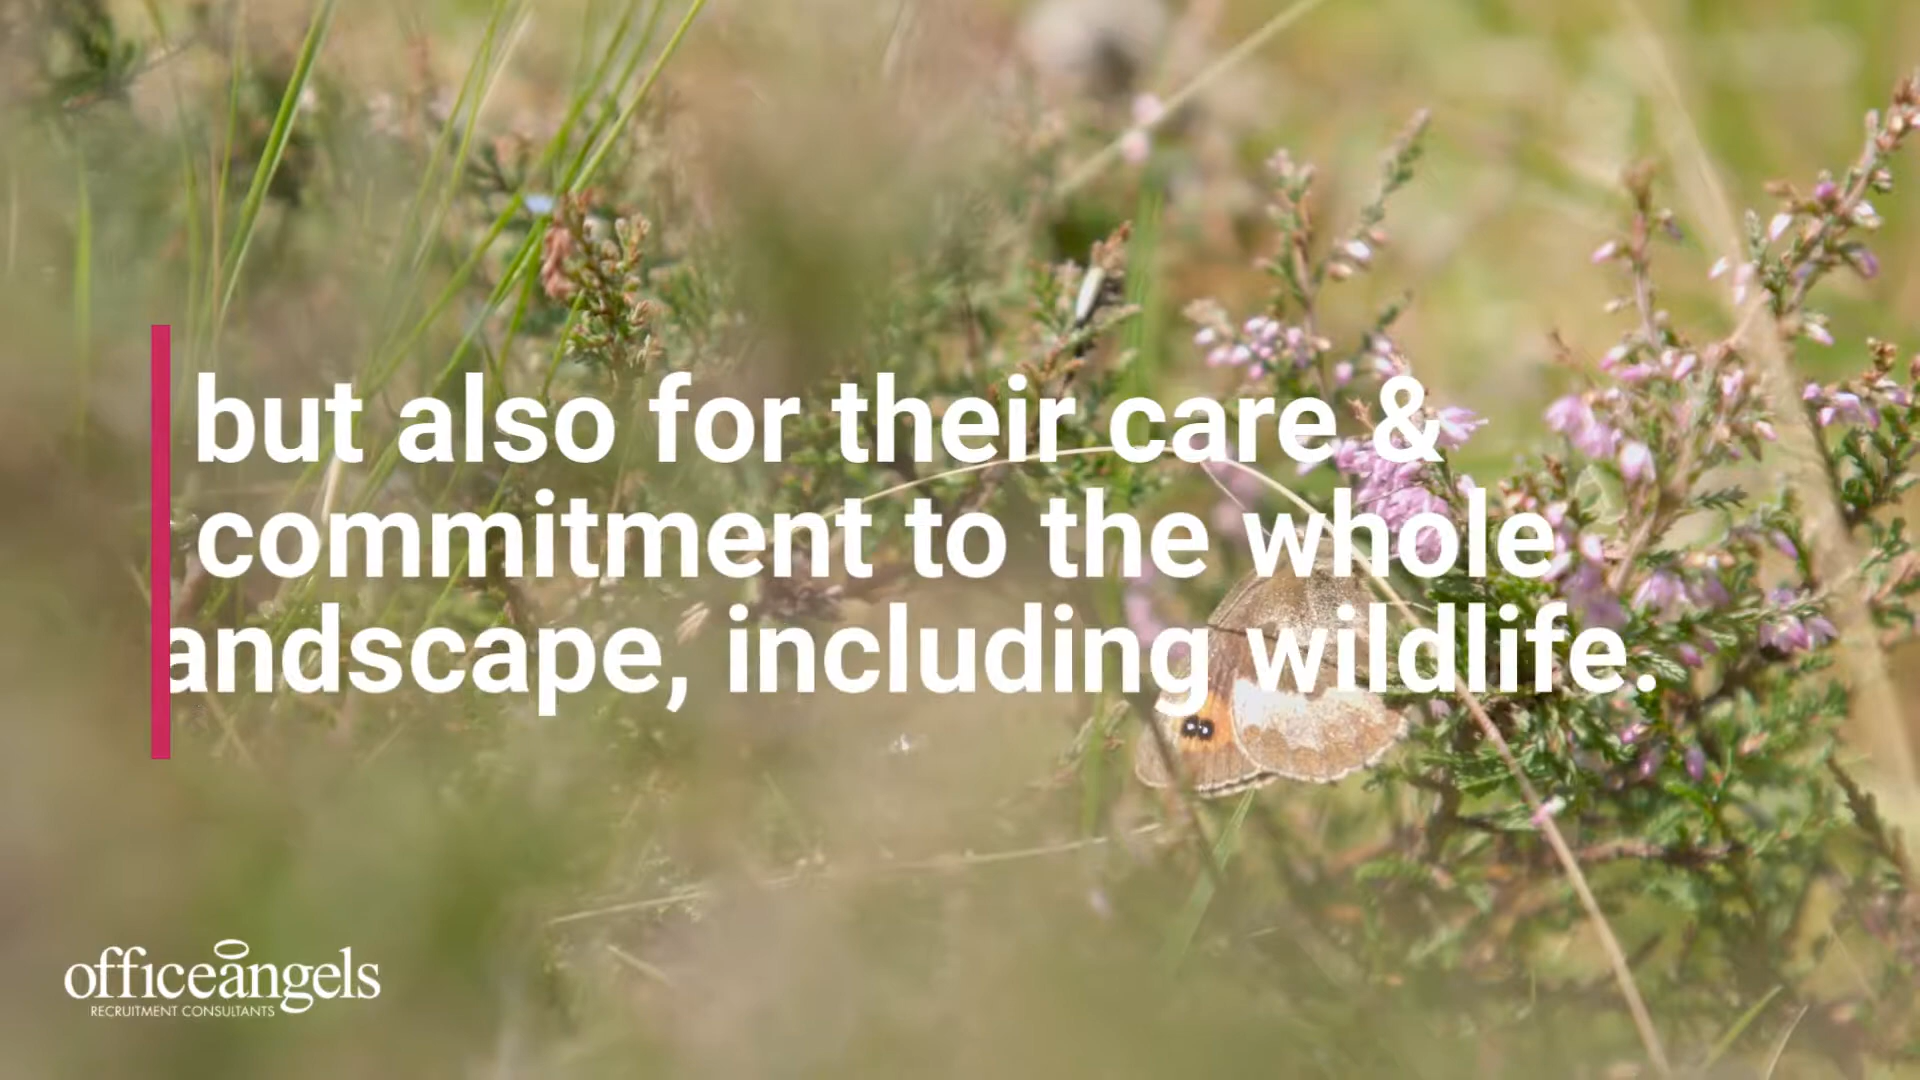 but also for their care &
commitment to the whole
andscape, including wildlife.
officeangels
RECRUITMENT CONSULTANTS